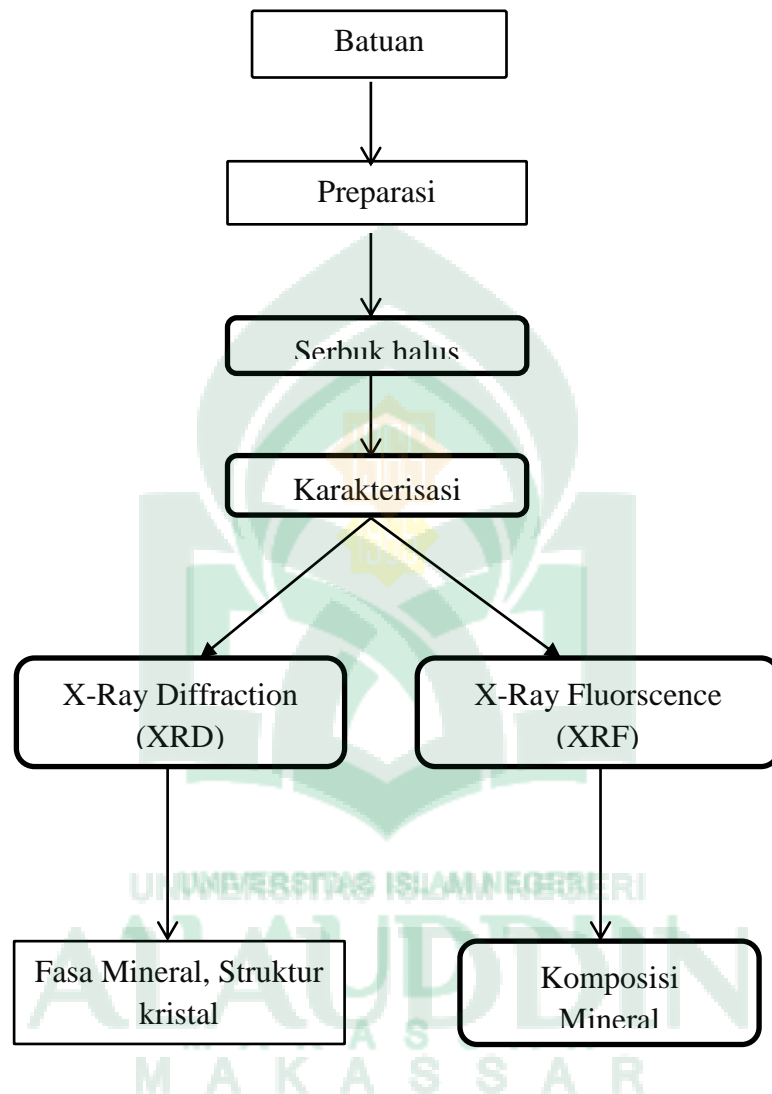 Batuan
Preparasi
Serbuk halus
Karakterisasi
X-Ray Diffraction
(XRD)
X-Ray Fluorscence
(XRF)
UNIVERSITAS ISLAM NEGERI
Fasa Mineral, Struktur
kristal
Komposisi
Mineral
ALAUDDIN
MAKASSAR